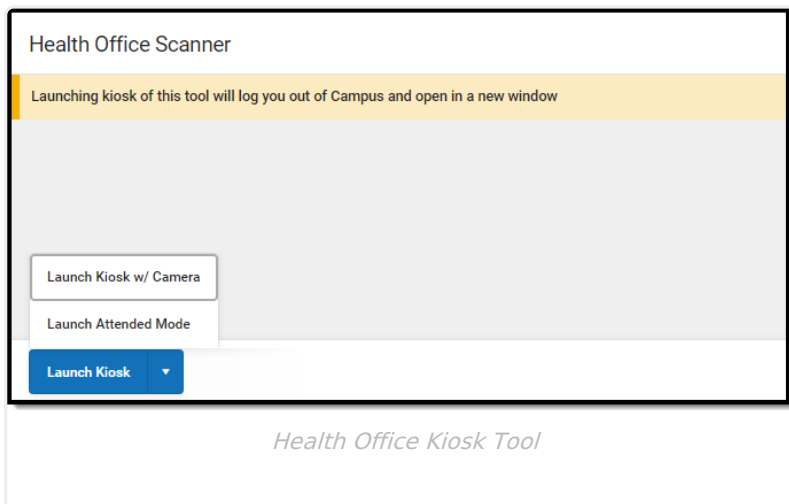 Health Office Scanner
Launching kiosk of this tool will log you out of Campus and open in a new window
Launch Kiosk w/ Camera
Launch Attended Mode
Launch Kiosk
Health Office Kiosk Tool